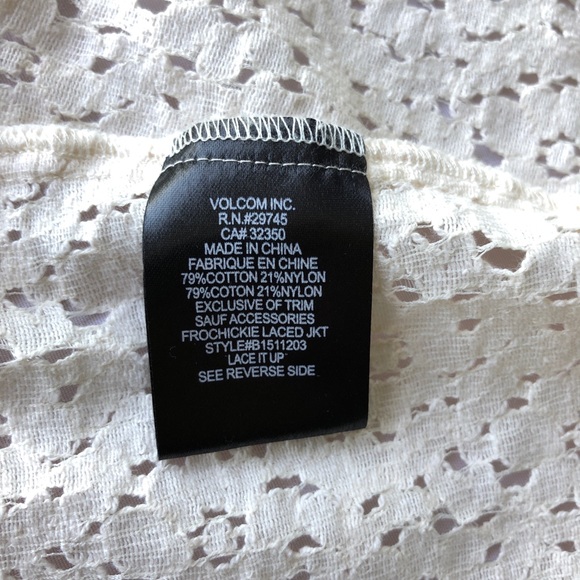 VOLCOM INC.
R.N.#29745
CA# 32350
MADE IN CHINA
FABRIQUE EN CHINE
79%COTTON 21%NYLON
79%COTON 21%NYLON
EXCLUSIVE OF TRIM
SAUF ACCESSORIES
FROCHICKIE LACED JKT
STYLE#B1511203
"LACE IT UP"
SEE REVERSE SIDE